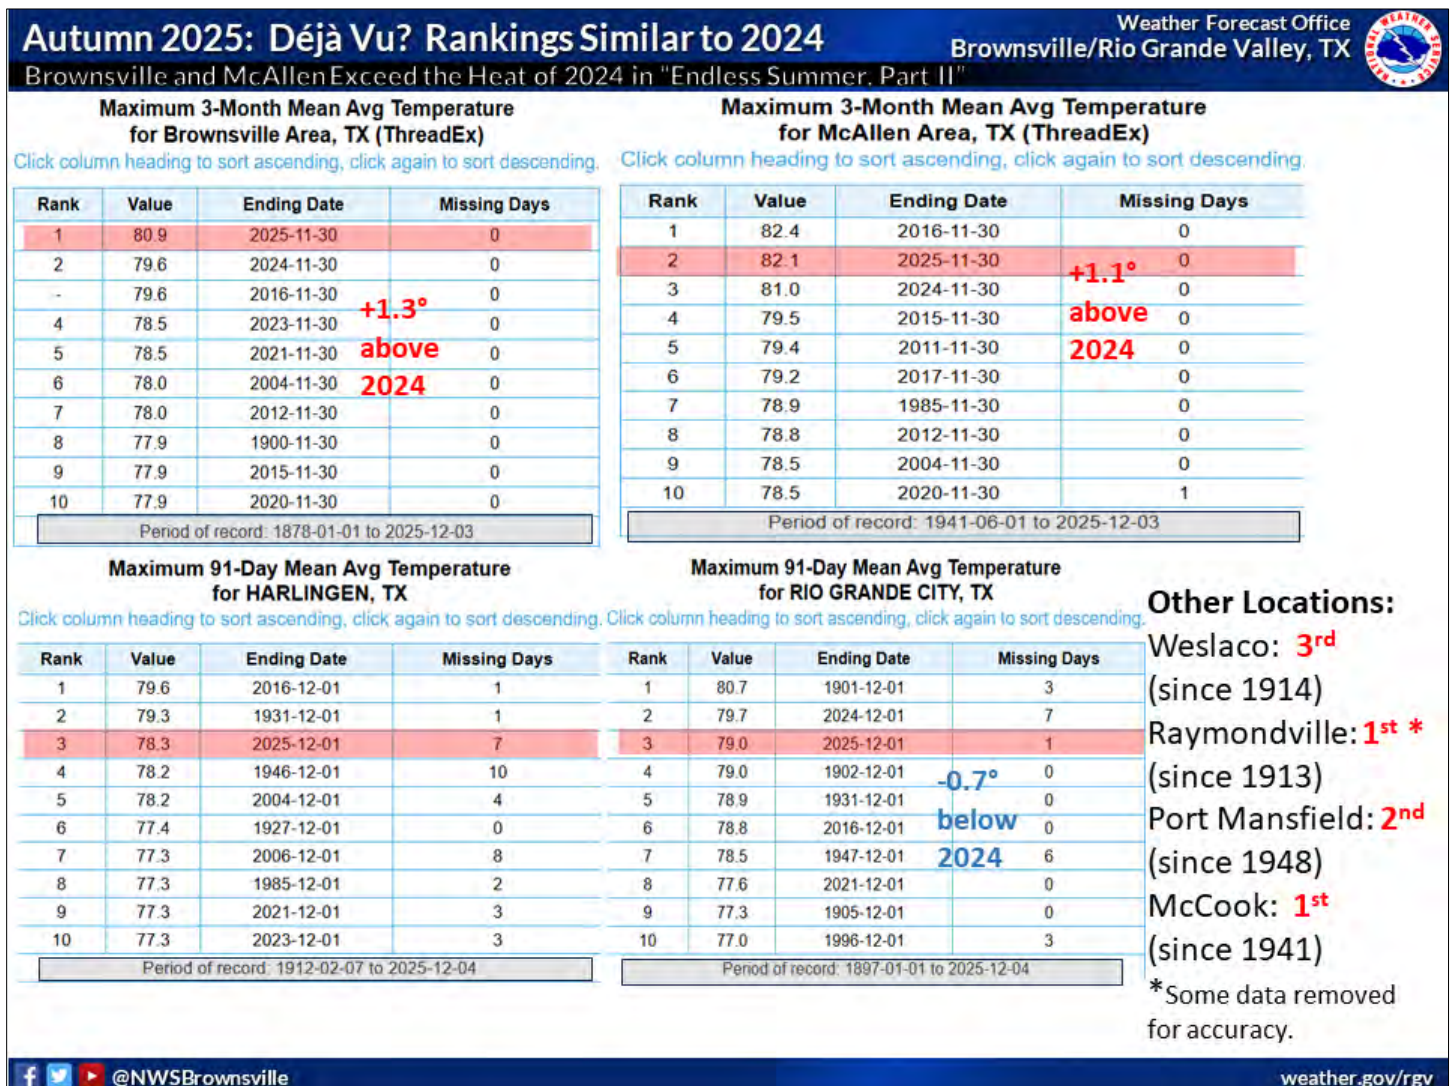 Autumn 2025: Déjà Vu? Rankings Similar to 2024
Brownsville and McAllen Exceed the Heat of 2024 in "Endless Summer, Part II"
Weather Forecast Office
Brownsville/Rio Grande Valley, TX
NATIONAL WEATHER SERVICE
Maximum 3-Month Mean Avg Temperature
for Brownsville Area, TX (ThreadEx)
Click column heading to sort ascending, click again to sort descending.
Rank Value Ending Date Missing Days
1 80.9 2025-11-30 0
2 79.6 2024-11-30 0
- 79.6 2016-11-30 0
4 78.5 2023-11-30 0
5 78.5 2021-11-30 0
6 78.0 2004-11-30 0
7 78.0 2012-11-30 0
8 77.9 1900-11-30 0
9 77.9 2015-11-30 0
10 77.9 2020-11-30 0
+1.3°
above
2024
Period of record: 1878-01-01 to 2025-12-03
Maximum 3-Month Mean Avg Temperature
for McAllen Area, TX (ThreadEx)
Click column heading to sort ascending, click again to sort descending.
Rank Value Ending Date Missing Days
1 82.4 2016-11-30 0
2 82.1 2025-11-30 0
3 81.0 2024-11-30 0
4 79.5 2015-11-30 0
5 79.4 2011-11-30 0
6 79.2 2017-11-30 0
7 78.9 1985-11-30 0
8 78.8 2012-11-30 0
9 78.5 2004-11-30 0
10 78.5 2020-11-30 1
+1.1°
above
2024
Period of record: 1941-06-01 to 2025-12-03
Maximum 91-Day Mean Avg Temperature
for HARLINGEN, TX
Click column heading to sort ascending, click again to sort descending.
Rank Value Ending Date Missing Days
1 79.6 2016-12-01 1
2 79.3 1931-12-01 1
3 78.3 2025-12-01 7
4 78.2 1946-12-01 10
5 78.2 2004-12-01 4
6 77.4 1927-12-01 0
7 77.3 2006-12-01 8
8 77.3 1985-12-01 2
9 77.3 2021-12-01 3
10 77.3 2023-12-01 3
Period of record: 1912-02-07 to 2025-12-04
Maximum 91-Day Mean Avg Temperature
for RIO GRANDE CITY, TX
Click column heading to sort ascending, click again to sort descending.
Rank Value Ending Date Missing Days
1 80.7 1901-12-01 3
2 79.7 2024-12-01 7
3 79.0 2025-12-01 1
4 79.0 1902-12-01 0
5 78.9 1931-12-01 0
6 78.8 2016-12-01 0
7 78.5 1947-12-01 6
8 77.6 2021-12-01 0
9 77.3 1905-12-01 0
10 77.0 1996-12-01 3
-0.7°
below
2024
Period of record: 1897-01-01 to 2025-12-04
Other Locations:
Weslaco: 3rd
(since 1914)
Raymondville: 1st *
(since 1913)
Port Mansfield: 2nd
(since 1948)
McCook: 1st
(since 1941)
*Some data removed
for accuracy.
@NWSBrownsville
weather.gov/rgv